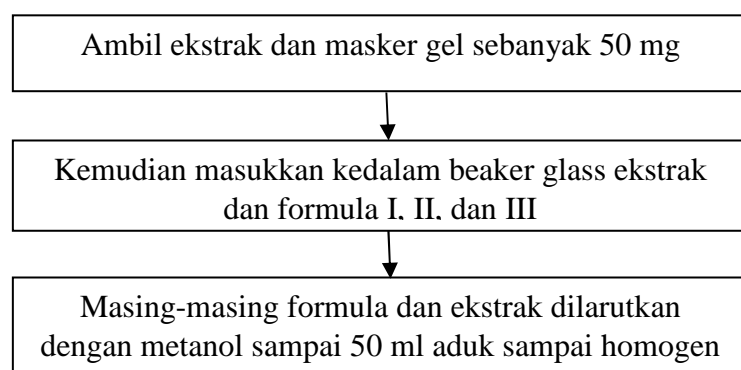 Ambil ekstrak dan masker gel sebanyak 50 mg
Kemudian masukkan kedalam beaker glass ekstrak
dan formula I, II, dan III
Masing-masing formula dan ekstrak dilarutkan
dengan metanol sampai 50 ml aduk sampai homogen